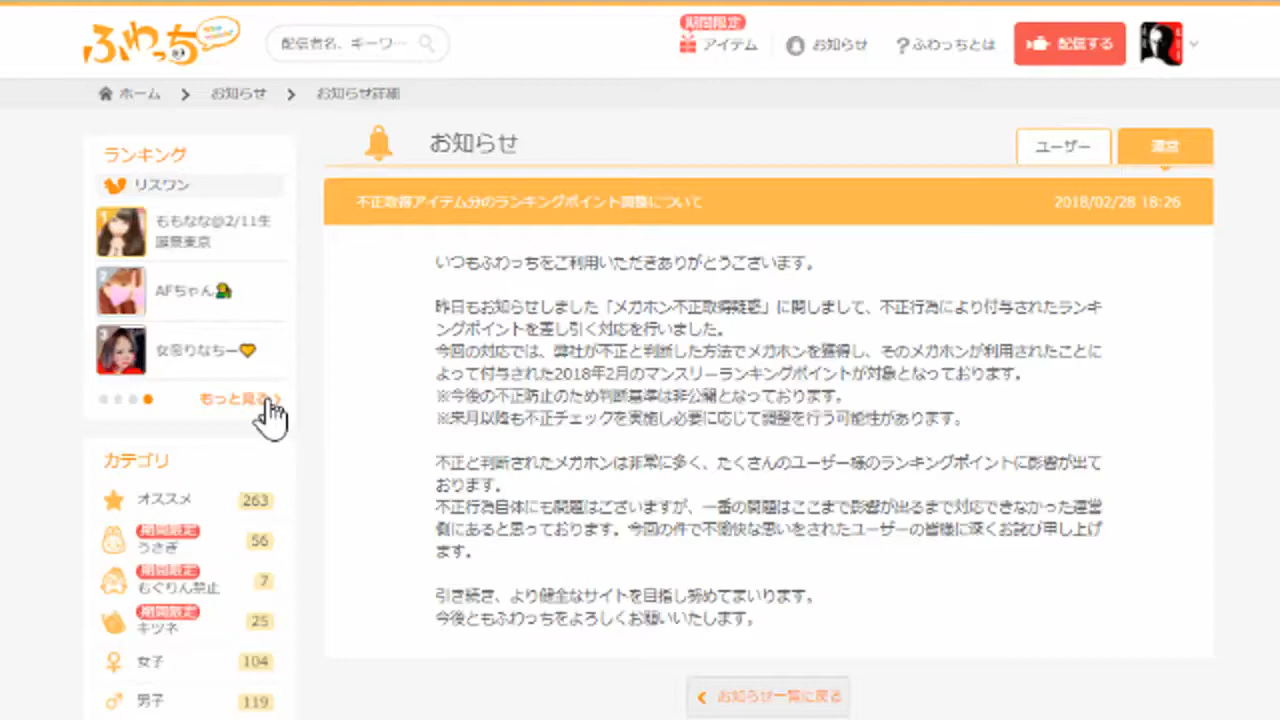 ふわっち
配信者名、キーワ…
期間限定
アイテム
お知らせ
?ふわっちとは
配信する
ホーム
お知らせ
お知らせ詳細
ランキング
リスワン
1
ももなな@2/11生
誕祭東京
2
AFちゃん
3
女帝りなちー
もっと見る
カテゴリ
オススメ
263
期間限定
うさぎ
56
期間限定
もぐりん禁止
7
期間限定
キツネ
25
女子
104
男子
119
お知らせ
ユーザー
運営
不正取得アイテム分のランキングポイント調整について
2018/02/28 18:26
いつもふわっちをご利用いただきありがとうございます。
昨日もお知らせしました「メガホン不正取得疑惑」に関しまして、不正行為により付与されたランキ
ングポイントを差し引く対応を行いました。
今回の対応では、弊社が不正と判断した方法でメガホンを獲得し、そのメガホンが利用されたことに
よって付与された2018年2月のマンスリーランキングポイントが対象となっております。
※今後の不正防止のため判断基準は非公開となっております。
※来月以降も不正チェックを実施し必要に応じて調整を行う可能性があります。
不正と判断されたメガホンは非常に多く、たくさんのユーザー様のランキングポイントに影響が出て
おります。
不正行為自体にも問題はございますが、一番の問題はここまで影響が出るまで対応できなかった運営
側にあると思っております。今回の件で不愉快な思いをされたユーザーの皆様に深くお詫び申し上げ
ます。
引き続き、より健全なサイトを目指し努めてまいります。
今後ともふわっちをよろしくお願いいたします。
お知らせ一覧に戻る